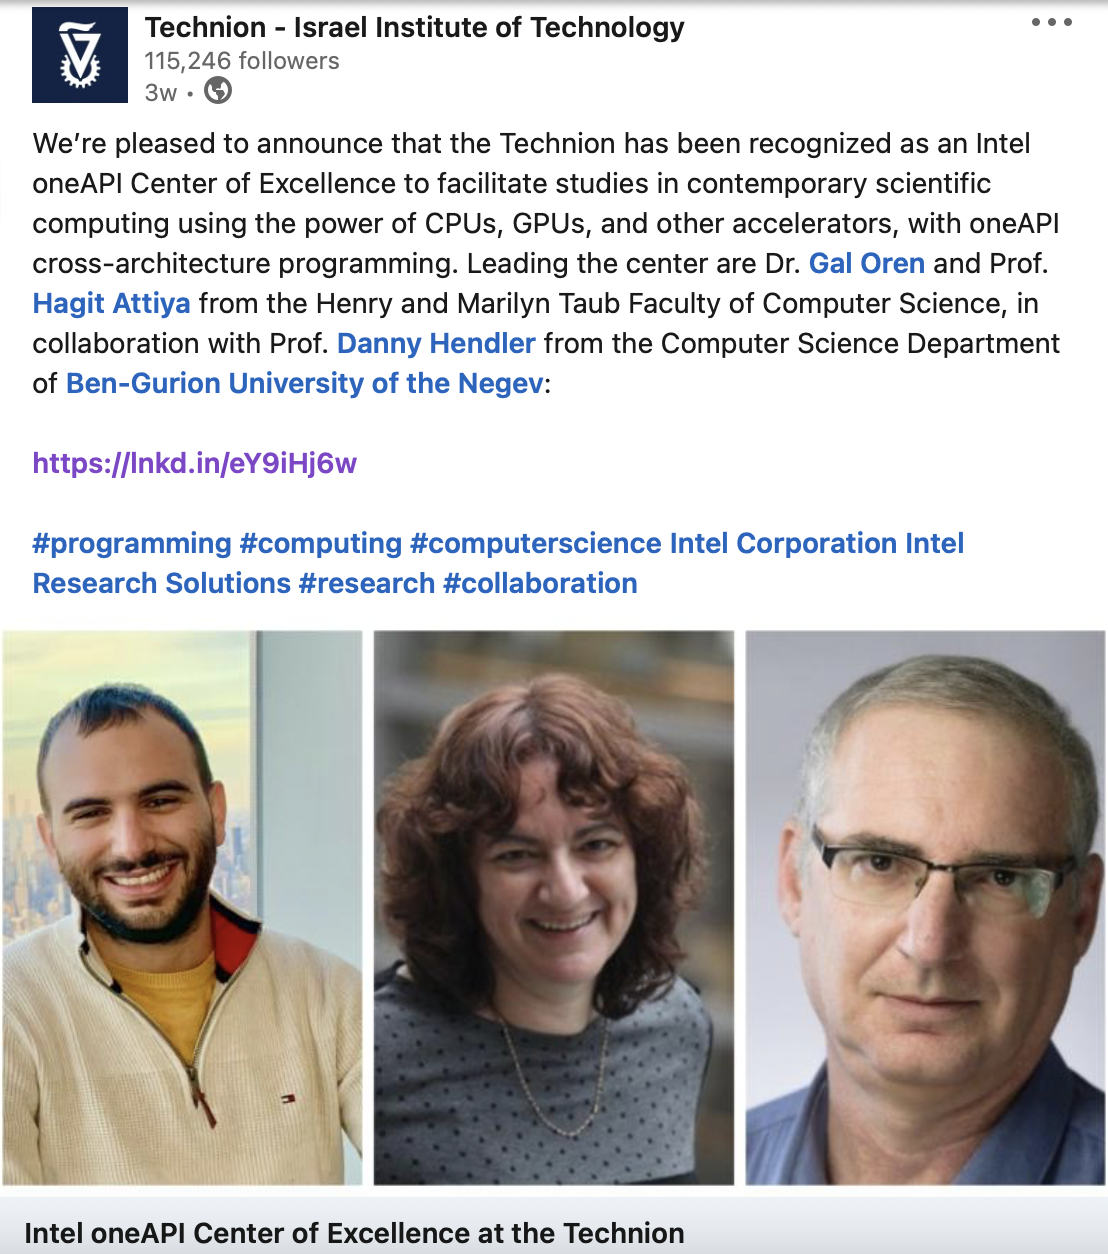 Technion - Israel Institute of Technology
115,246 followers
3w •
We’re pleased to announce that the Technion has been recognized as an Intel
oneAPI Center of Excellence to facilitate studies in contemporary scientific
computing using the power of CPUs, GPUs, and other accelerators, with oneAPI
cross-architecture programming. Leading the center are Dr. Gal Oren and Prof.
Hagit Attiya from the Henry and Marilyn Taub Faculty of Computer Science, in
collaboration with Prof. Danny Hendler from the Computer Science Department
of Ben-Gurion University of the Negev:
https://lnkd.in/eY9iHj6w
#programming #computing #computerscience Intel Corporation Intel
Research Solutions #research #collaboration
Intel oneAPI Center of Excellence at the Technion